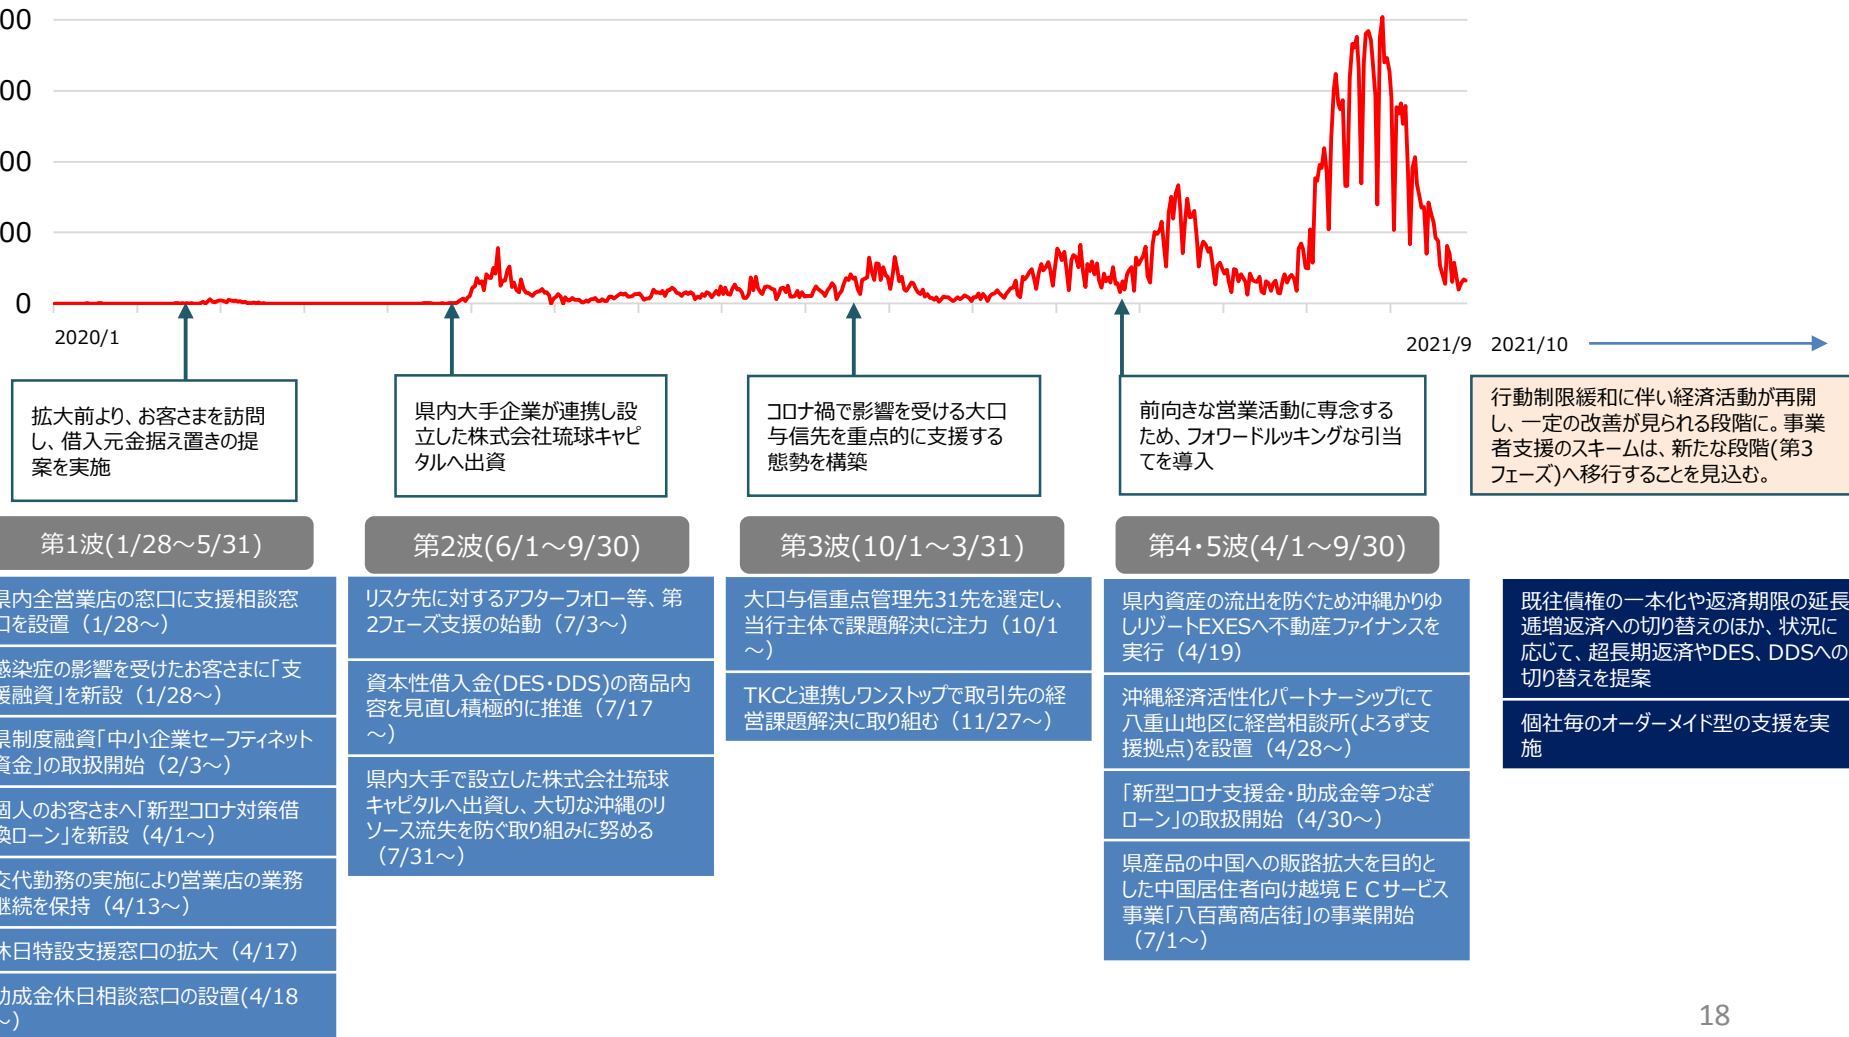 00
00
00
00
0
2020/1
2021/9
2021/10
拡大前より、お客さまを訪問
し、借入元金据え置きの提
案を実施
県内大手企業が連携し設
立した株式会社琉球キャピ
タルへ出資
コロナ禍で影響を受ける大口
与信先を重点的に支援する
態勢を構築
前向きな営業活動に専念する
ため、フォワードルッキングな引当
てを導入
行動制限緩和に伴い経済活動が再開
し、一定の改善が見られる段階に。事業
者支援のスキームは、新たな段階(第3
フェーズ)へ移行することを見込む。
第1波(1/28～5/31)
県内全営業店の窓口に支援相談窓
口を設置（1/28～）
感染症の影響を受けたお客さまに「支
援融資」を新設（1/28～）
県制度融資「中小企業セーフティネット
資金」の取扱開始（2/3～）
個人のお客さまへ「新型コロナ対策借
換ローン」を新設（4/1～）
交代勤務の実施により営業店の業務
継続を保持（4/13～）
休日特設支援窓口の拡大（4/17）
助成金休日相談窓口の設置(4/18
～)
第2波(6/1～9/30)
リスケ先に対するアフターフォロー等、第
2フェーズ支援の始動（7/3～）
資本性借入金(DES・DDS)の商品内
容を見直し積極的に推進（7/17
～）
県内大手で設立した株式会社琉球
キャピタルへ出資し、大切な沖縄のリ
ソース流失を防ぐ取り組みに努める
（7/31～）
第3波(10/1～3/31)
大口与信重点管理先31先を選定し、
当行主体で課題解決に注力（10/1
～）
TKCと連携しワンストップで取引先の経
営課題解決に取り組む（11/27～）
第4・5波(4/1～9/30)
県内資産の流出を防ぐため沖縄かりゆ
しリゾートEXESへ不動産ファイナンスを
実行（4/19）
沖縄経済活性化パートナーシップにて
八重山地区に経営相談所(よろず支
援拠点)を設置（4/28～）
「新型コロナ支援金・助成金等つなぎ
ローン」の取扱開始（4/30～）
県産品の中国への販路拡大を目的と
した中国居住者向け越境ＥＣサービス
事業「八百萬商店街」の事業開始
（7/1～）
既往債権の一本化や返済期限の延長
逓増返済への切り替えのほか、状況に
応じて、超長期返済やDES、DDSへの
切り替えを提案
個社毎のオーダーメイド型の支援を実
施
18